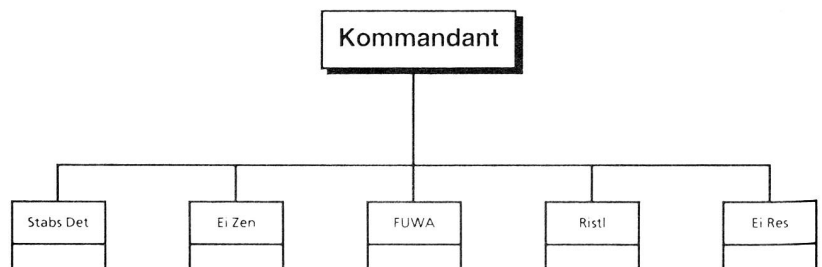 Kommandant
Stabs Det
Ei Zen
FUWA
Ristl
Ei Res